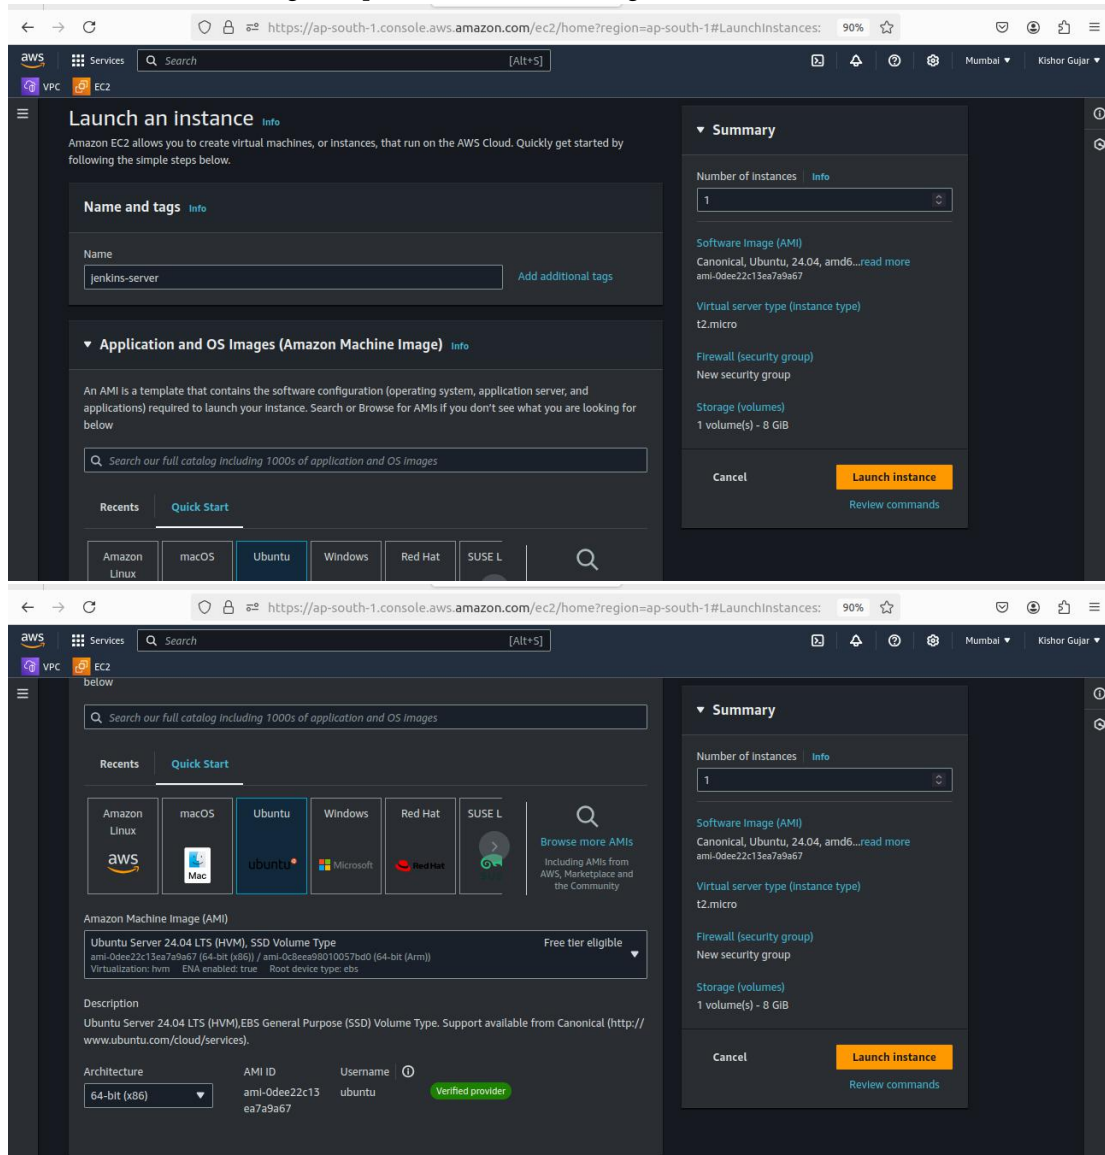 https://ap-south-1.console.aws.amazon.com/ec2/home?region=ap-south-1#LaunchInstances: 90%
aws Services Search [Alt+S] Mumbai Kishor Gujar
VPC EC2
Launch an instance Info
Amazon EC2 allows you to create virtual machines, or instances, that run on the AWS Cloud. Quickly get started by
following the simple steps below.
Name and tags Info
Name
jenkins-server Add additional tags
Application and OS Images (Amazon Machine Image) Info
An AMI is a template that contains the software configuration (operating system, application server, and
applications) required to launch your instance. Search or Browse for AMIs if you don't see what you are looking for
below
Search our full catalog including 1000s of application and OS images
Recents Quick Start
Amazon Linux
macOS
Ubuntu
Windows
Red Hat
SUSE L
Summary
Number of instances Info
1
Software Image (AMI)
Canonical, Ubuntu, 24.04, amd6...read more
ami-0dee22c13ea7a9a67
Virtual server type (instance type)
t2.micro
Firewall (security group)
New security group
Storage (volumes)
1 volume(s) - 8 GiB
Cancel Launch instance
Review commands
https://ap-south-1.console.aws.amazon.com/ec2/home?region=ap-south-1#LaunchInstances: 90%
aws Services Search [Alt+S] Mumbai Kishor Gujar
VPC EC2
below
Search our full catalog including 1000s of application and OS images
Recents Quick Start
Amazon Linux
aws
macOS
Mac
Ubuntu
ubuntu
Windows
Microsoft
Red Hat
Red Hat
SUSE L
Browse more AMIs
Including AMIs from
AWS, Marketplace and
the Community
Amazon Machine Image (AMI)
Ubuntu Server 24.04 LTS (HVM), SSD Volume Type Free tier eligible
ami-0dee22c13ea7a9a67 (64-bit (x86)) / ami-0c8eea98010057bd0 (64-bit (Arm))
Virtualization: hvm ENA enabled: true Root device type: ebs
Description
Ubuntu Server 24.04 LTS (HVM),EBS General Purpose (SSD) Volume Type. Support available from Canonical (http://
www.ubuntu.com/cloud/services).
Architecture AMI ID Username
64-bit (x86) ami-0dee22c13 ubuntu Verified provider
ea7a9a67
Summary
Number of instances Info
1
Software Image (AMI)
Canonical, Ubuntu, 24.04, amd6...read more
ami-0dee22c13ea7a9a67
Virtual server type (instance type)
t2.micro
Firewall (security group)
New security group
Storage (volumes)
1 volume(s) - 8 GiB
Cancel Launch instance
Review commands